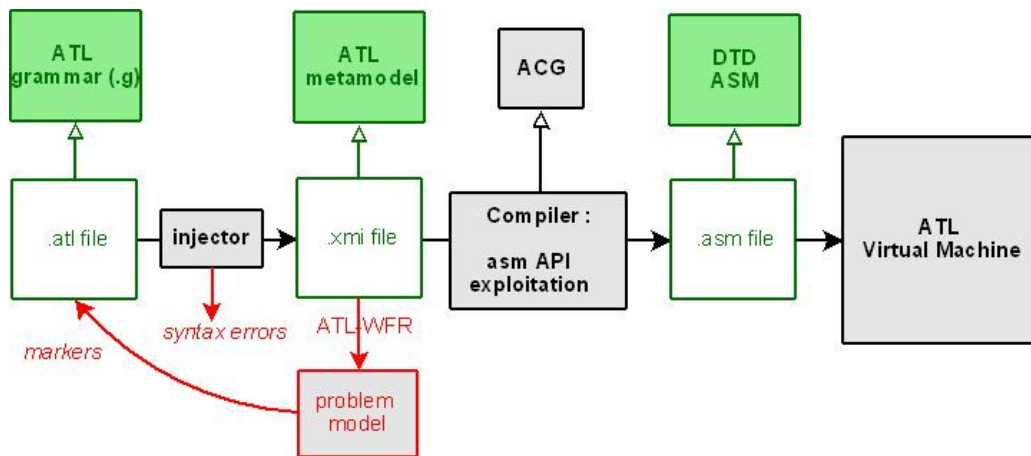 ATL
grammar (.g)
ATL
metamodel
ACG
DTD
ASM
.atl file
injector
.xmi file
Compiler :
asm API
exploitation
.asm file
ATL
Virtual Machine
markers
syntax errors
ATL-WFR
problem
model